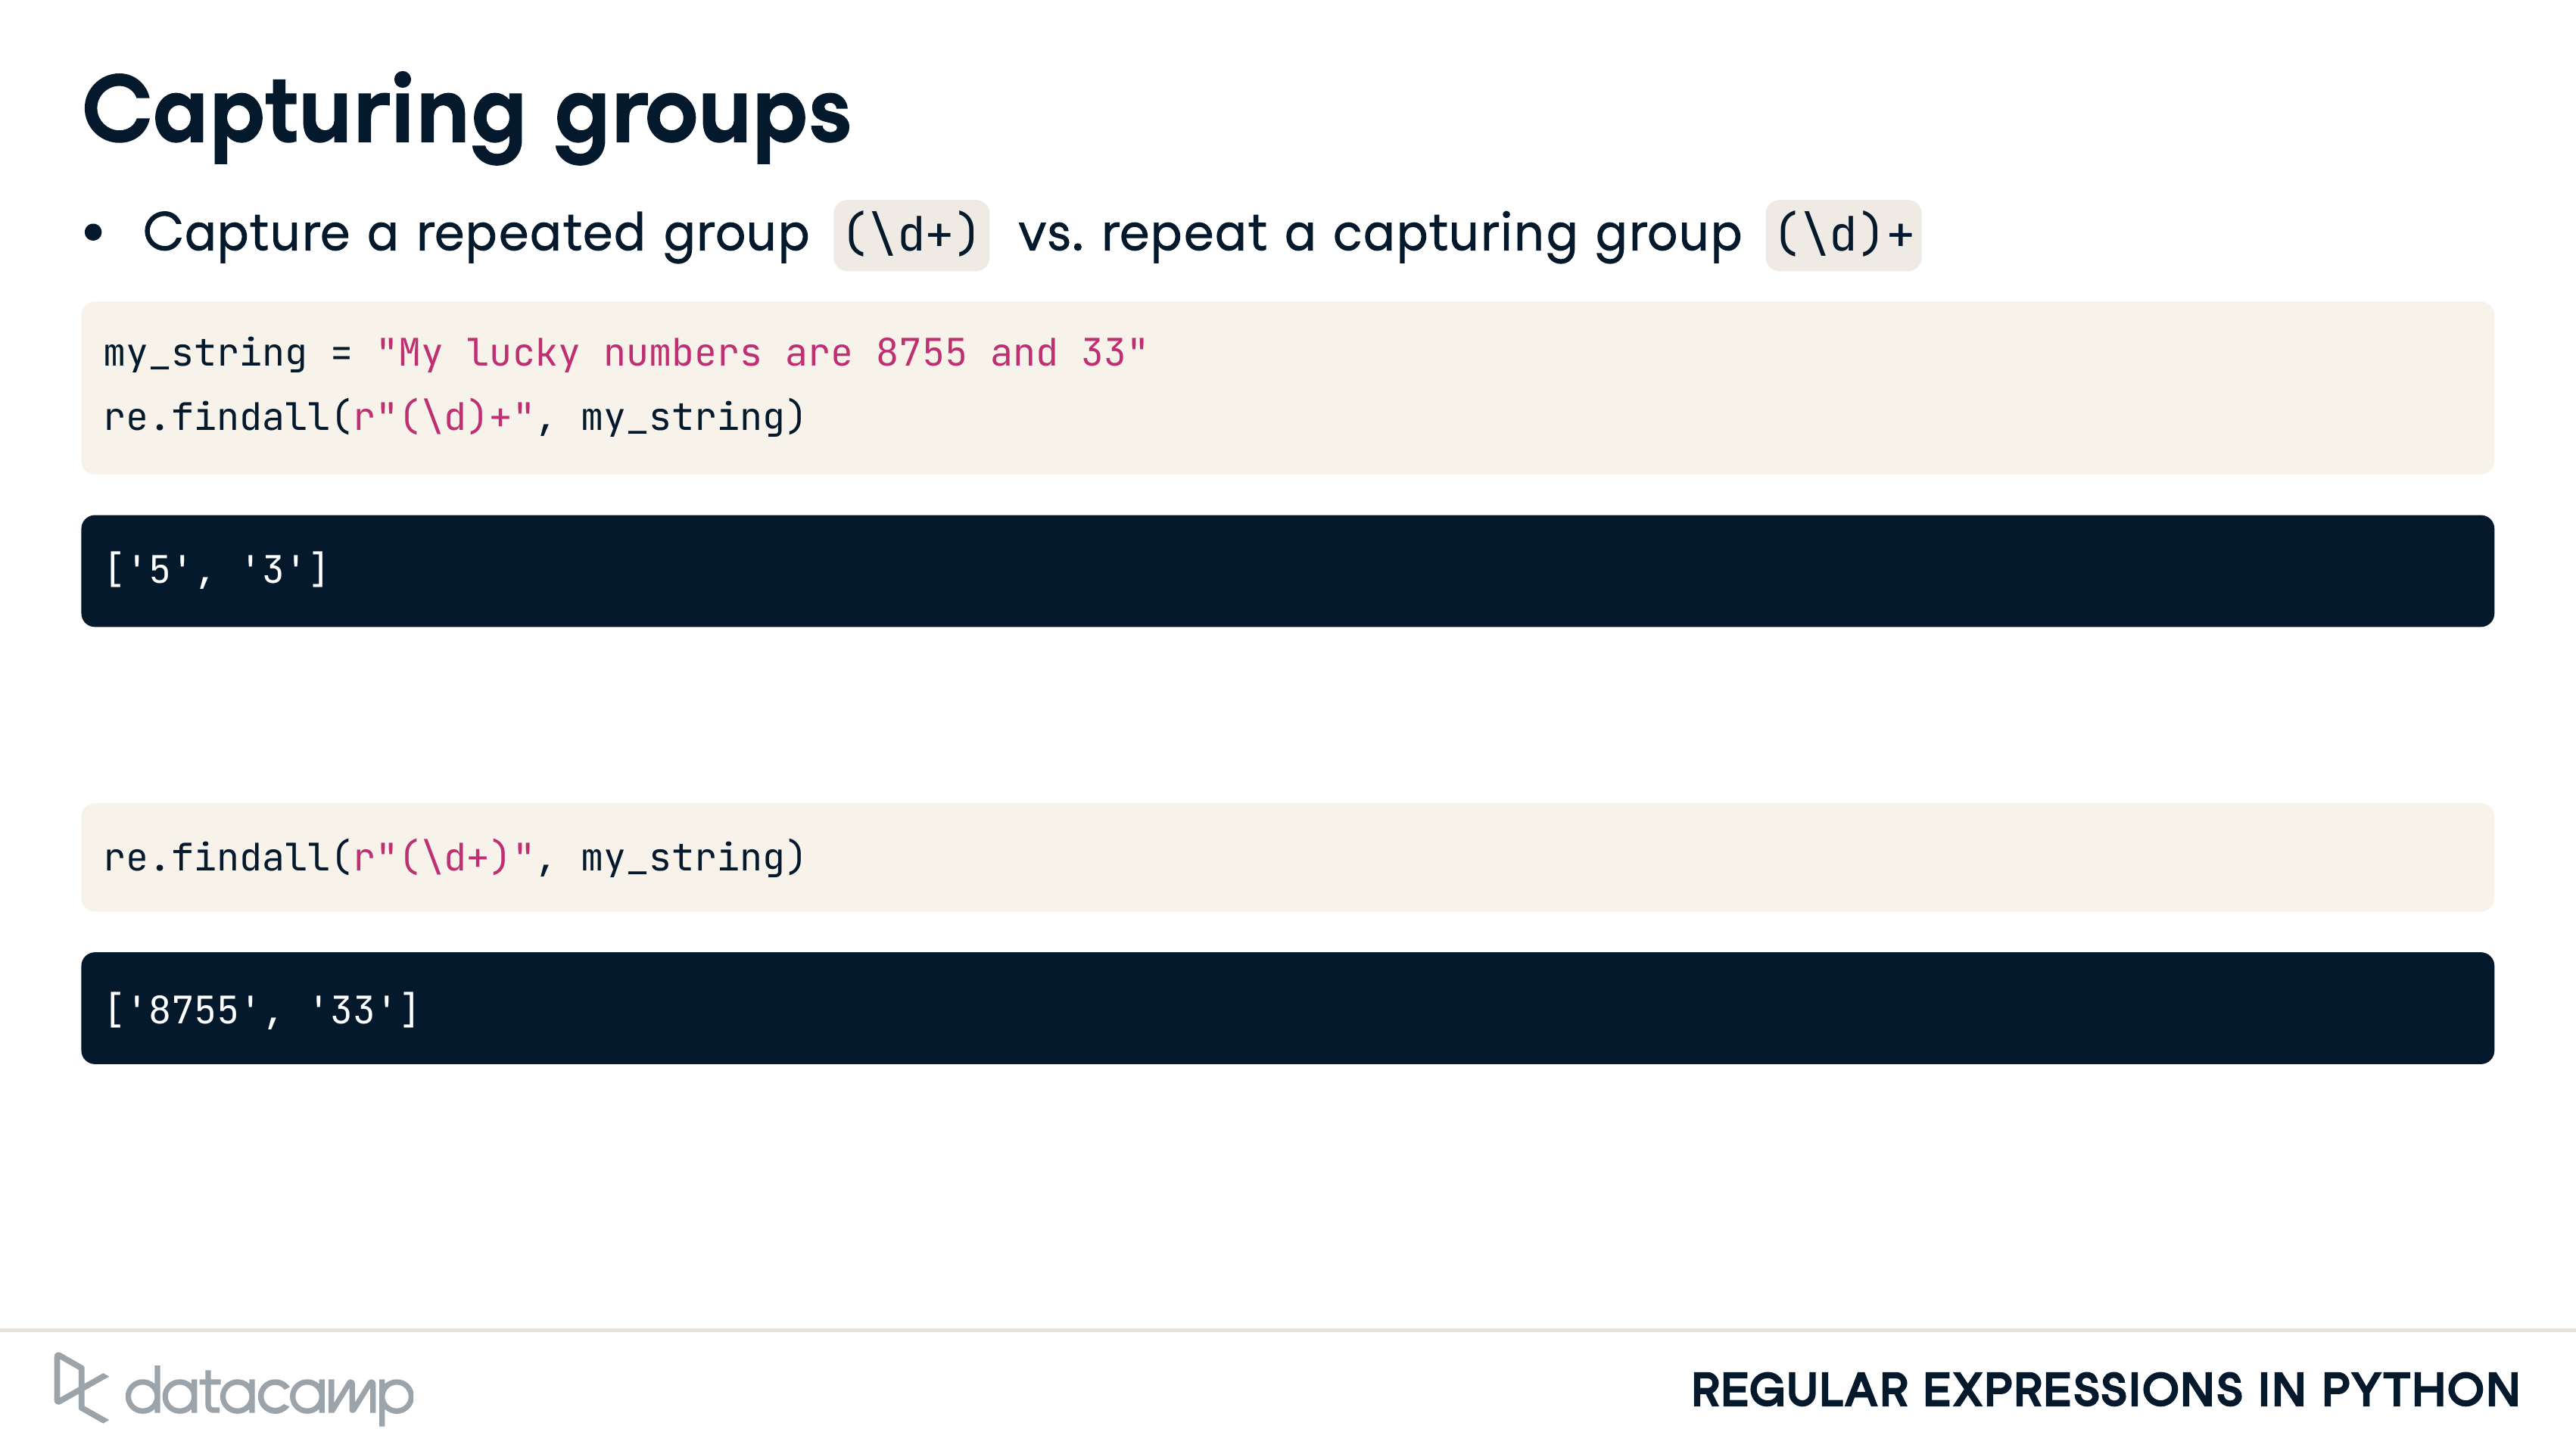 Capturing groups
• Capture a repeated group (\d+) vs. repeat a capturing group (\d)+
my_string = "My lucky numbers are 8755 and 33"
re.findall(r"(\d)+", my_string)
['5', '3']
re.findall(r"(\d+)", my_string)
['8755', '33']
datacamp
REGULAR EXPRESSIONS IN PYTHON